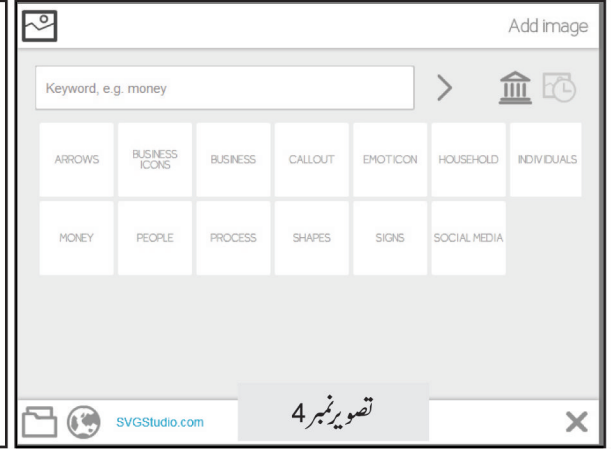 Add image
Keyword, e.g. money
ARROWS
BUSINESS ICONS
BUSINESS
CALLOUT
EMOTICON
HOUSEHOLD
INDIVIDUALS
MONEY
PEOPLE
PROCESS
SHAPES
SIGNS
SOCIAL MEDIA
SVGStudio.com
تصویر نمبر 4